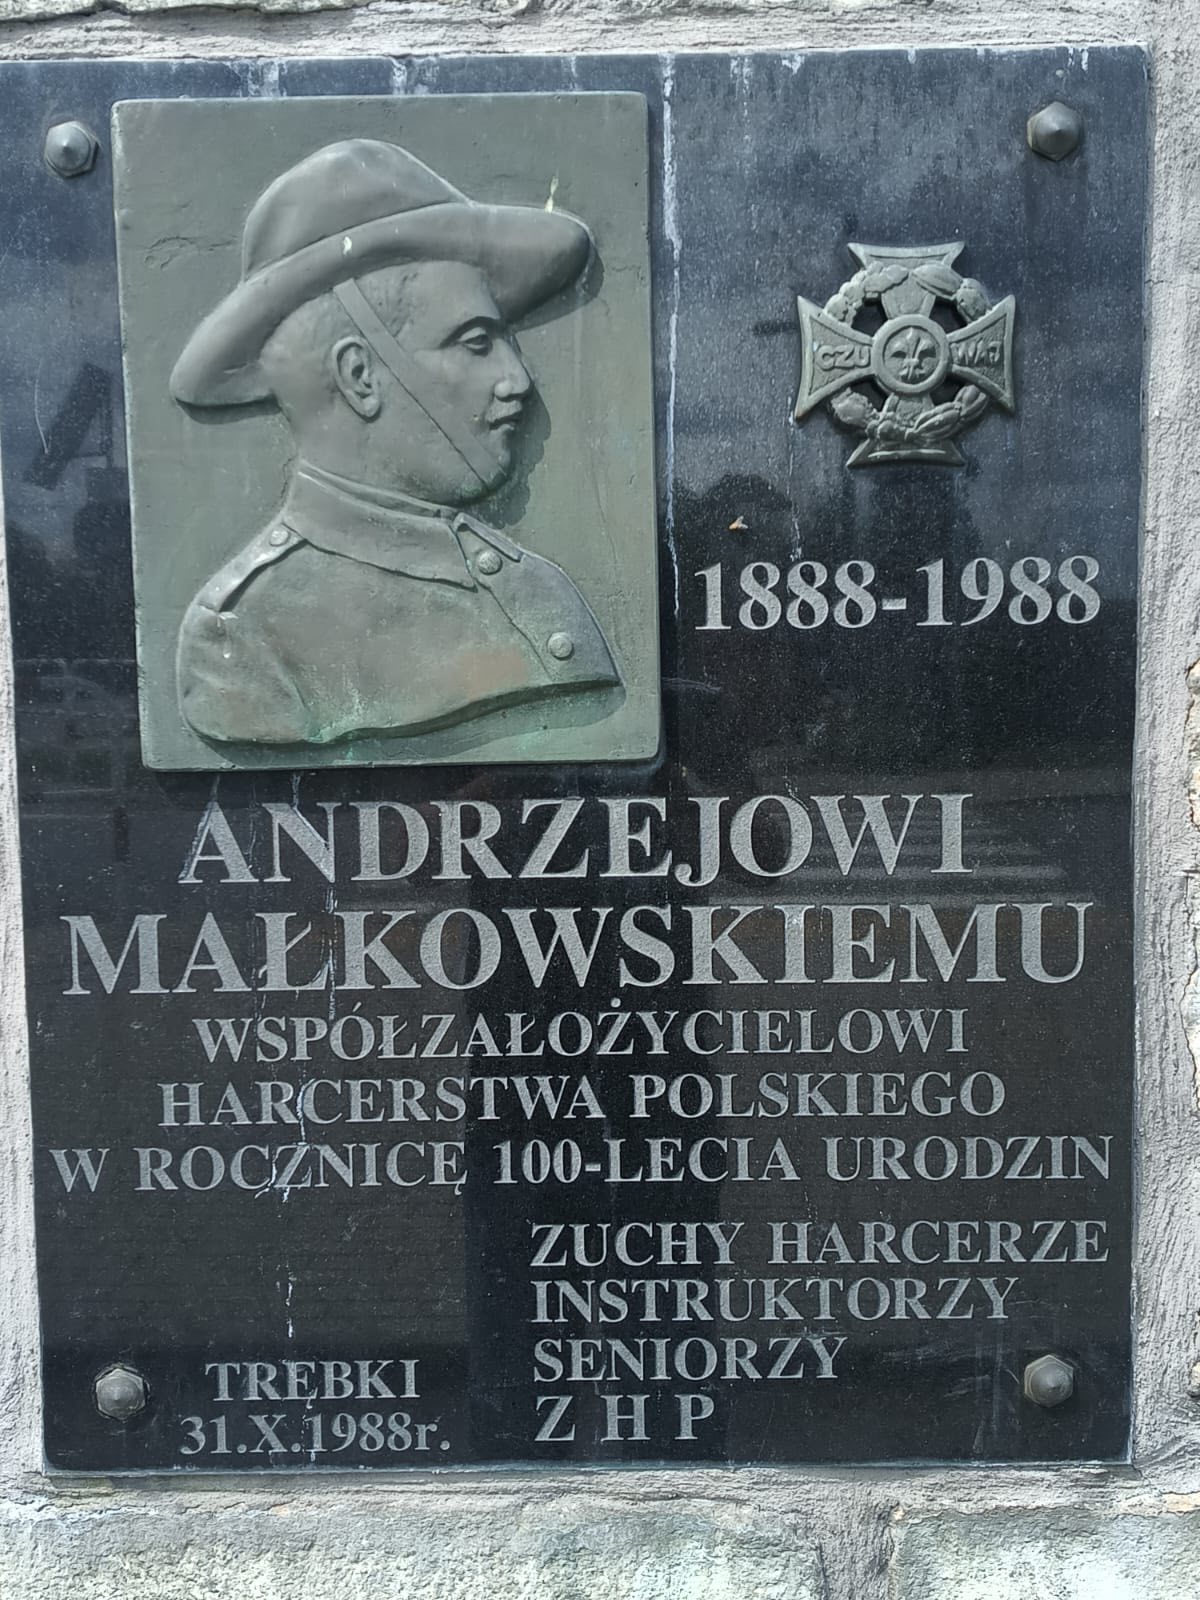 CZUWAJ
1888-1988
ANDRZEJOWI
MAŁKOWSKIEMU
WSPÓŁZAŁOŻYCIELOWI
HARCERSTWA POLSKIEGO
W ROCZNICĘ 100-LECIA URODZIN
ZUCHY HARCERZE
INSTRUKTORZY
SENIORZY
Z H P
TRĘBKI
31.X.1988r.